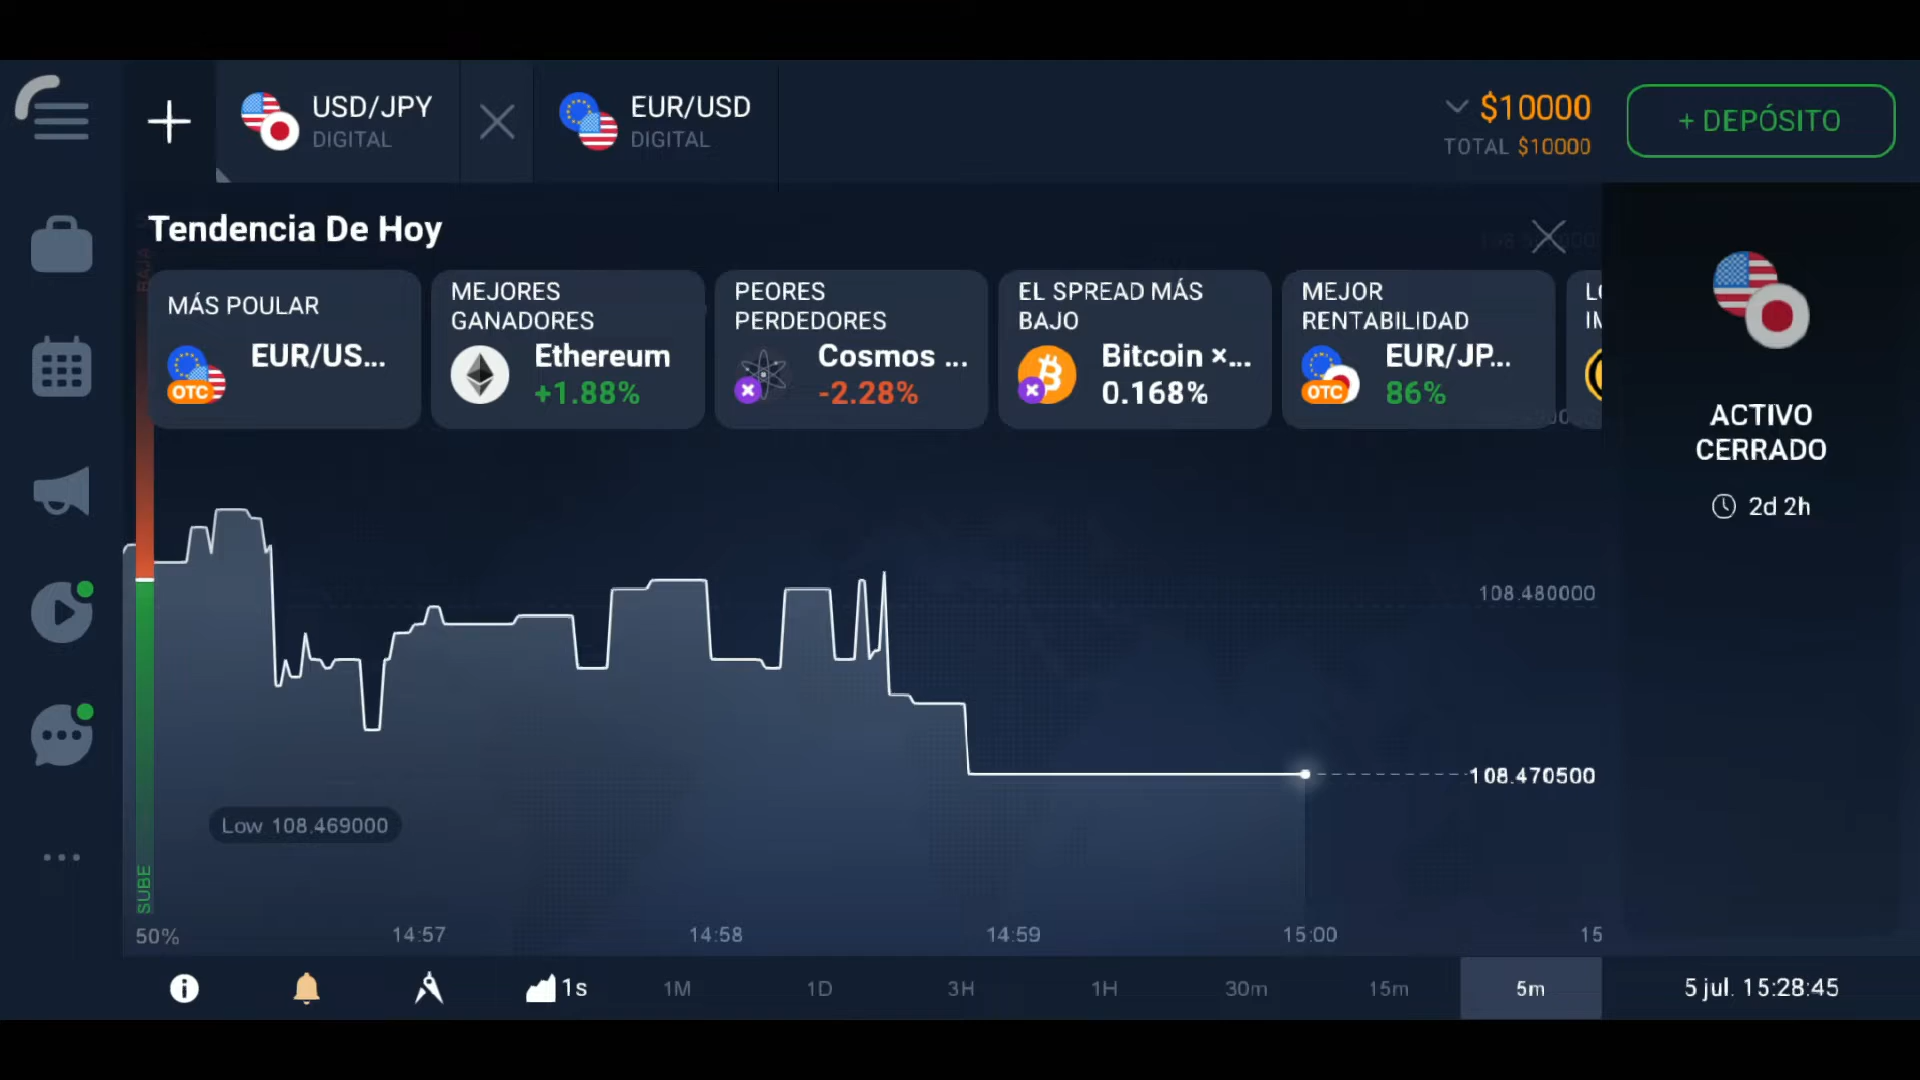 USD/JPY
DIGITAL
EUR/USD
DIGITAL
$10000
TOTAL $10000
+ DEPÓSITO
Tendencia De Hoy
MÁS POULAR
EUR/US...
OTC
MEJORES
GANADORES
Ethereum
+1.88%
PEORES
PERDEDORES
Cosmos ...
-2.28%
EL SPREAD MÁS
BAJO
Bitcoin ×...
0.168%
MEJOR
RENTABILIDAD
EUR/JP...
OTC
86%
BAJA
ACTIVO
CERRADO
2d 2h
108.480000
108.470500
Low 108.469000
SUBE
50%
14:57
14:58
14:59
15:00
15
1s
1M
1D
3H
1H
30m
15m
5m
5 jul. 15:28:45